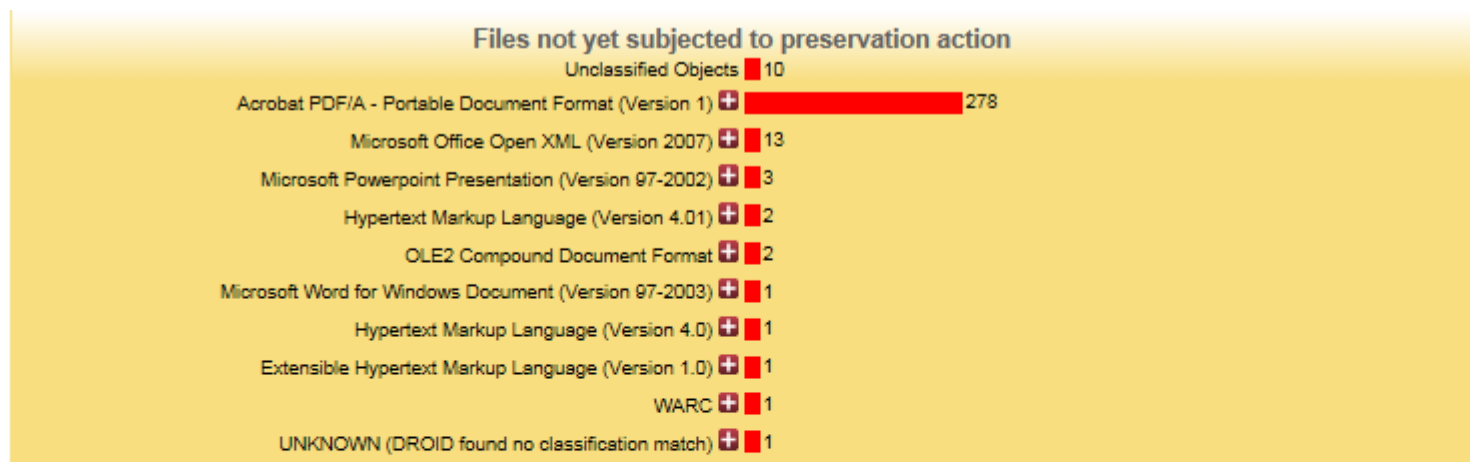 Files not yet subjected to preservation action
Unclassified Objects 10
Acrobat PDF/A - Portable Document Format (Version 1) 278
Microsoft Office Open XML (Version 2007) 13
Microsoft Powerpoint Presentation (Version 97-2002) 3
Hypertext Markup Language (Version 4.01) 2
OLE2 Compound Document Format 2
Microsoft Word for Windows Document (Version 97-2003) 1
Hypertext Markup Language (Version 4.0) 1
Extensible Hypertext Markup Language (Version 1.0) 1
WARC 1
UNKNOWN (DROID found no classification match) 1